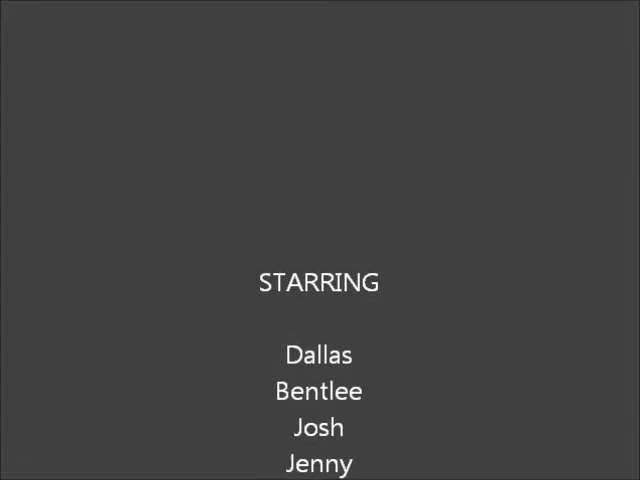 STARRING
Dallas
Bentlee
Josh
Jenny